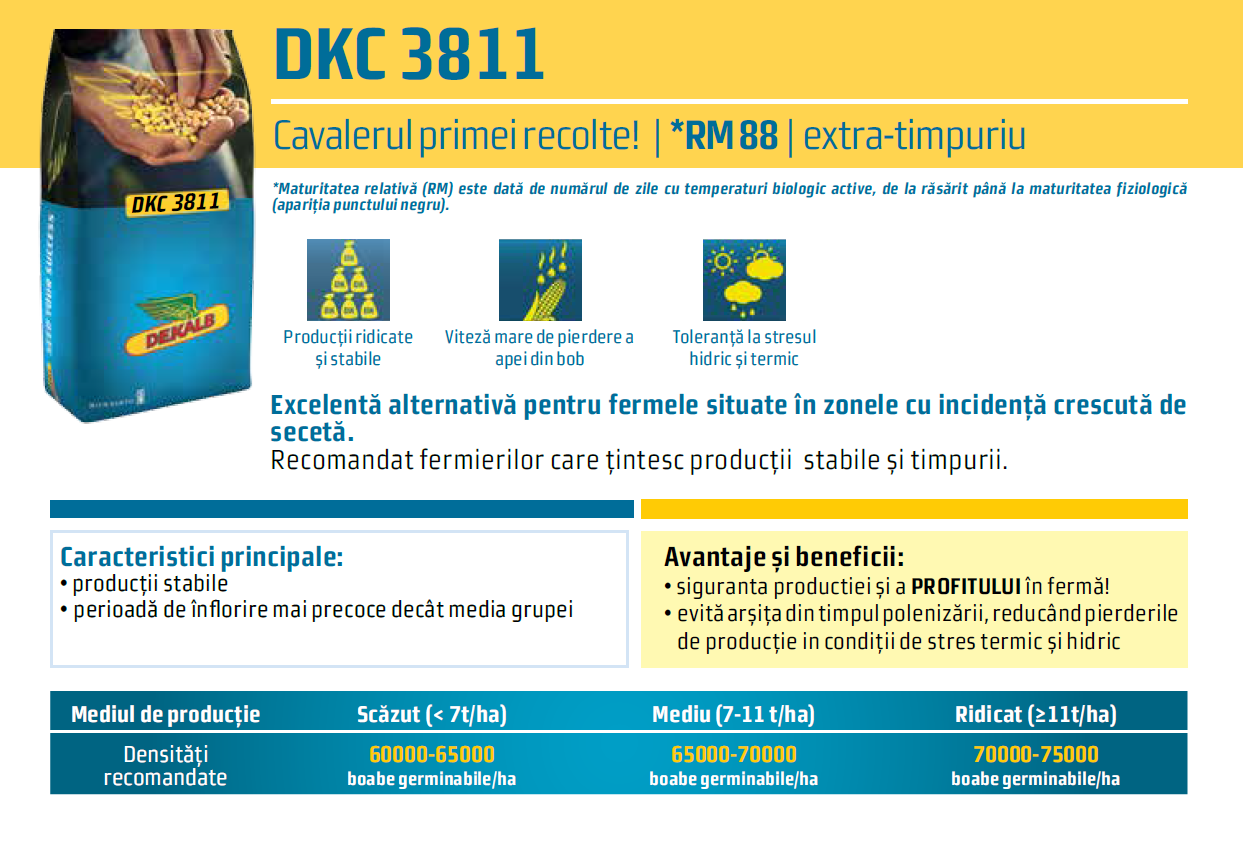 DKC 3811
Cavalerul primei recolte! | *RM 88 | extra-timpuriu
*Maturitatea relativă (RM) este dată de numărul de zile cu temperaturi biologic active, de la răsărit până la maturitatea fiziologică
(apariția punctului negru).
DKC 3811
SEED YOUR SUCCESS
DEKALB
MONSANTO
Producții ridicate
și stabile
Viteză mare de pierdere a
apei din bob
Toleranță la stresul
hidric și termic
Excelentă alternativă pentru fermele situate în zonele cu incidență crescută de
secetă.
Recomandat fermierilor care țintesc producții stabile și timpurii.
Caracteristici principale:
• producții stabile
• perioadă de înflorire mai precoce decât media grupei
Avantaje și beneficii:
• siguranta productiei și a PROFITULUI în fermă!
• evită arșița din timpul polenizării, reducând pierderile
de producție in condiții de stres termic și hidric
Mediul de producție Scăzut (< 7t/ha) Mediu (7-11 t/ha) Ridicat (≥11t/ha)
Densități 60000-65000 65000-70000 70000-75000
recomandate boabe germinabile/ha boabe germinabile/ha boabe germinabile/ha